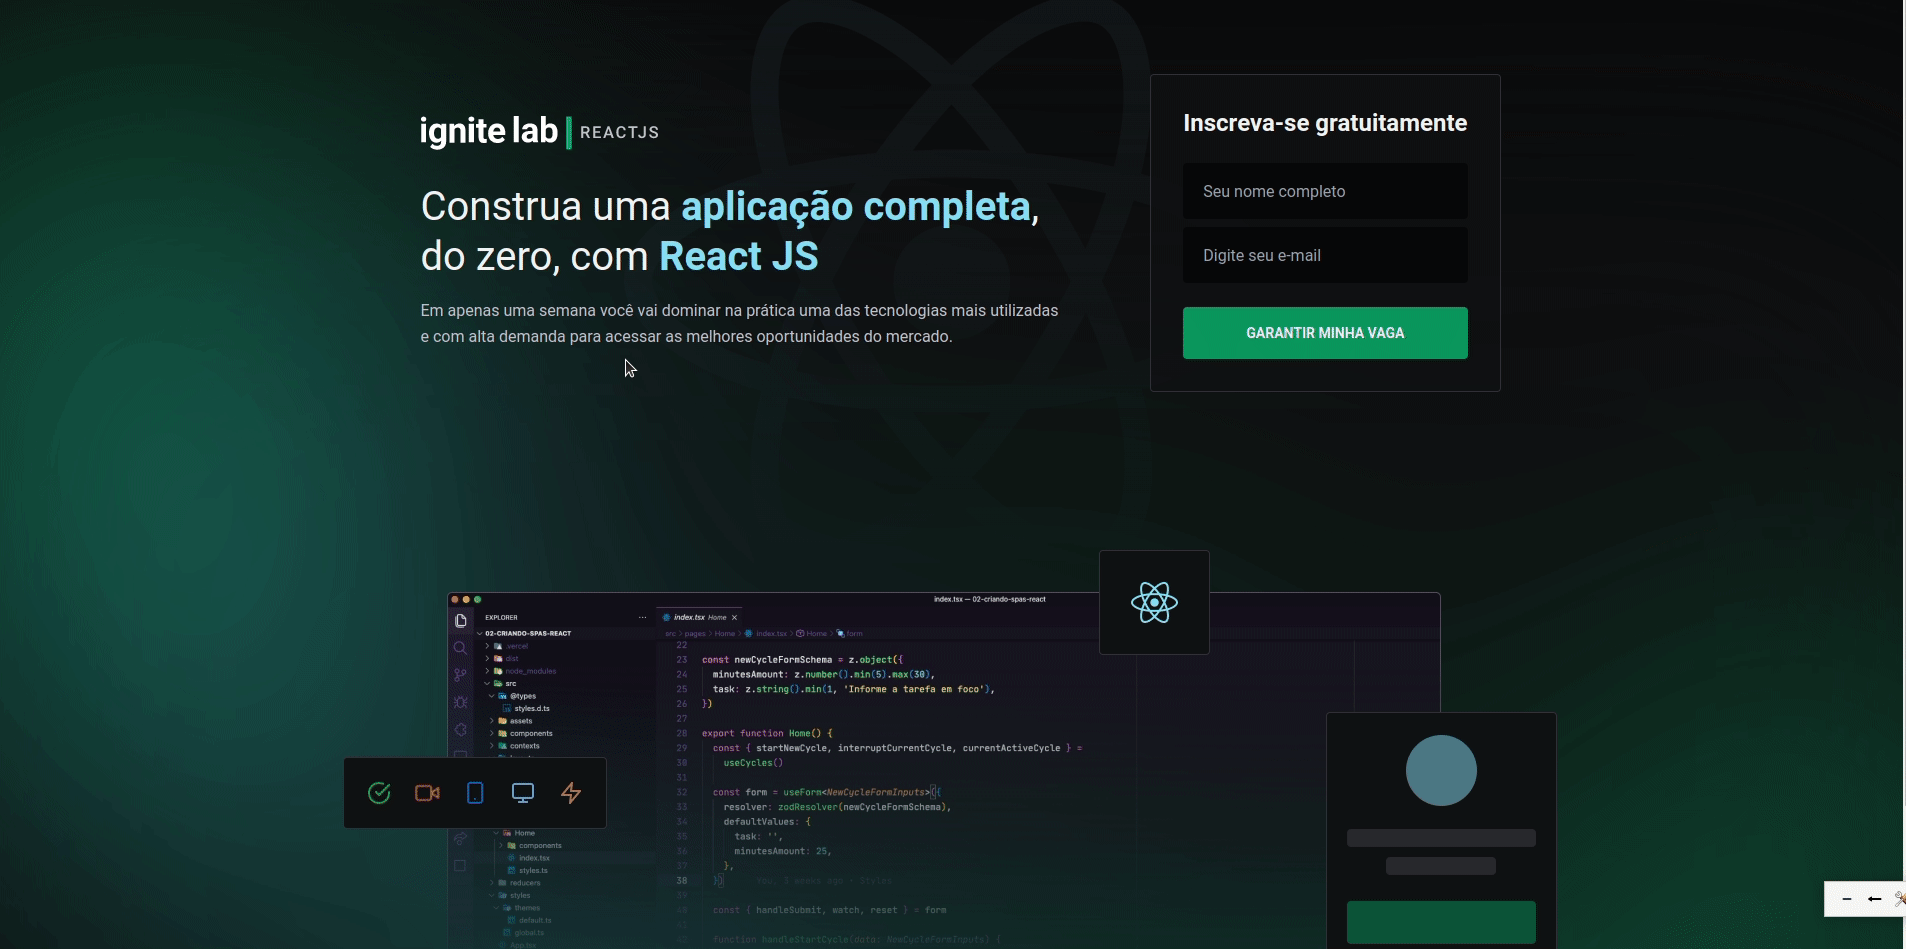 ignite lab REACTJS
Construa uma aplicação completa,
do zero, com React JS
Em apenas uma semana você vai dominar na prática uma das tecnologias mais utilizadas
e com alta demanda para acessar as melhores oportunidades do mercado.
Inscreva-se gratuitamente
Seu nome completo
Digite seu e-mail
GARANTIR MINHA VAGA
index.tsx — 02-criando-spas-react
EXPLORER ...
02-CRIANDO-SPAS-REACT
.vercel
dist
node_modules
src
@types
styles.d.ts
assets
components
contexts
Home
components
index.tsx
styles.ts
reducers
styles
themes
default.ts
global.ts
App.tsx
index.tsx Home ×
src > pages > Home > index.tsx > Home > form
22
23 const newCycleFormSchema = z.object({
24 minutesAmount: z.number().min(5).max(30),
25 task: z.string().min(1, 'Informe a tarefa em foco'),
26 })
27
28 export function Home() {
29 const { startNewCycle, interruptCurrentCycle, currentActiveCycle } =
30 useCycles()
31
32 const form = useForm<NewCycleFormInputs>({
33 resolver: zodResolver(newCycleFormSchema),
34 defaultValues: {
35 task: '',
36 minutesAmount: 25,
37 },
38 }) You, 3 weeks ago • Styles
39
40 const { handleSubmit, watch, reset } = form
41
42 function handleStartCycle(data: NewCycleFormInputs) {